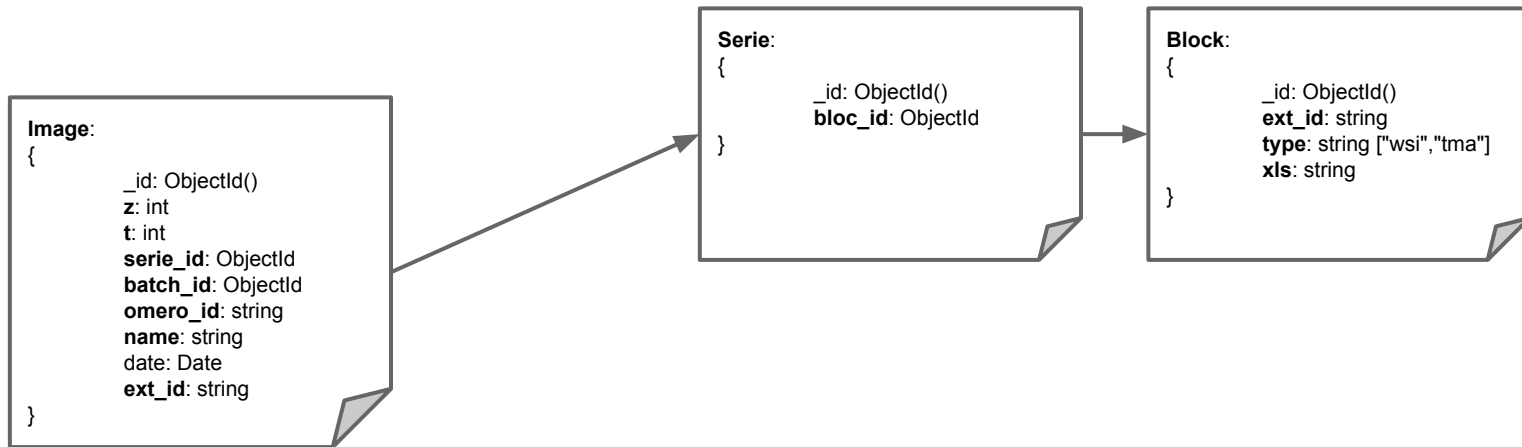 Image:
{
_id: ObjectId()
z: int
t: int
serie_id: ObjectId
batch_id: ObjectId
omero_id: string
name: string
date: Date
ext_id: string
}
Serie:
{
_id: ObjectId()
bloc_id: ObjectId
}
Block:
{
_id: ObjectId()
ext_id: string
type: string ["wsi","tma"]
xls: string
}